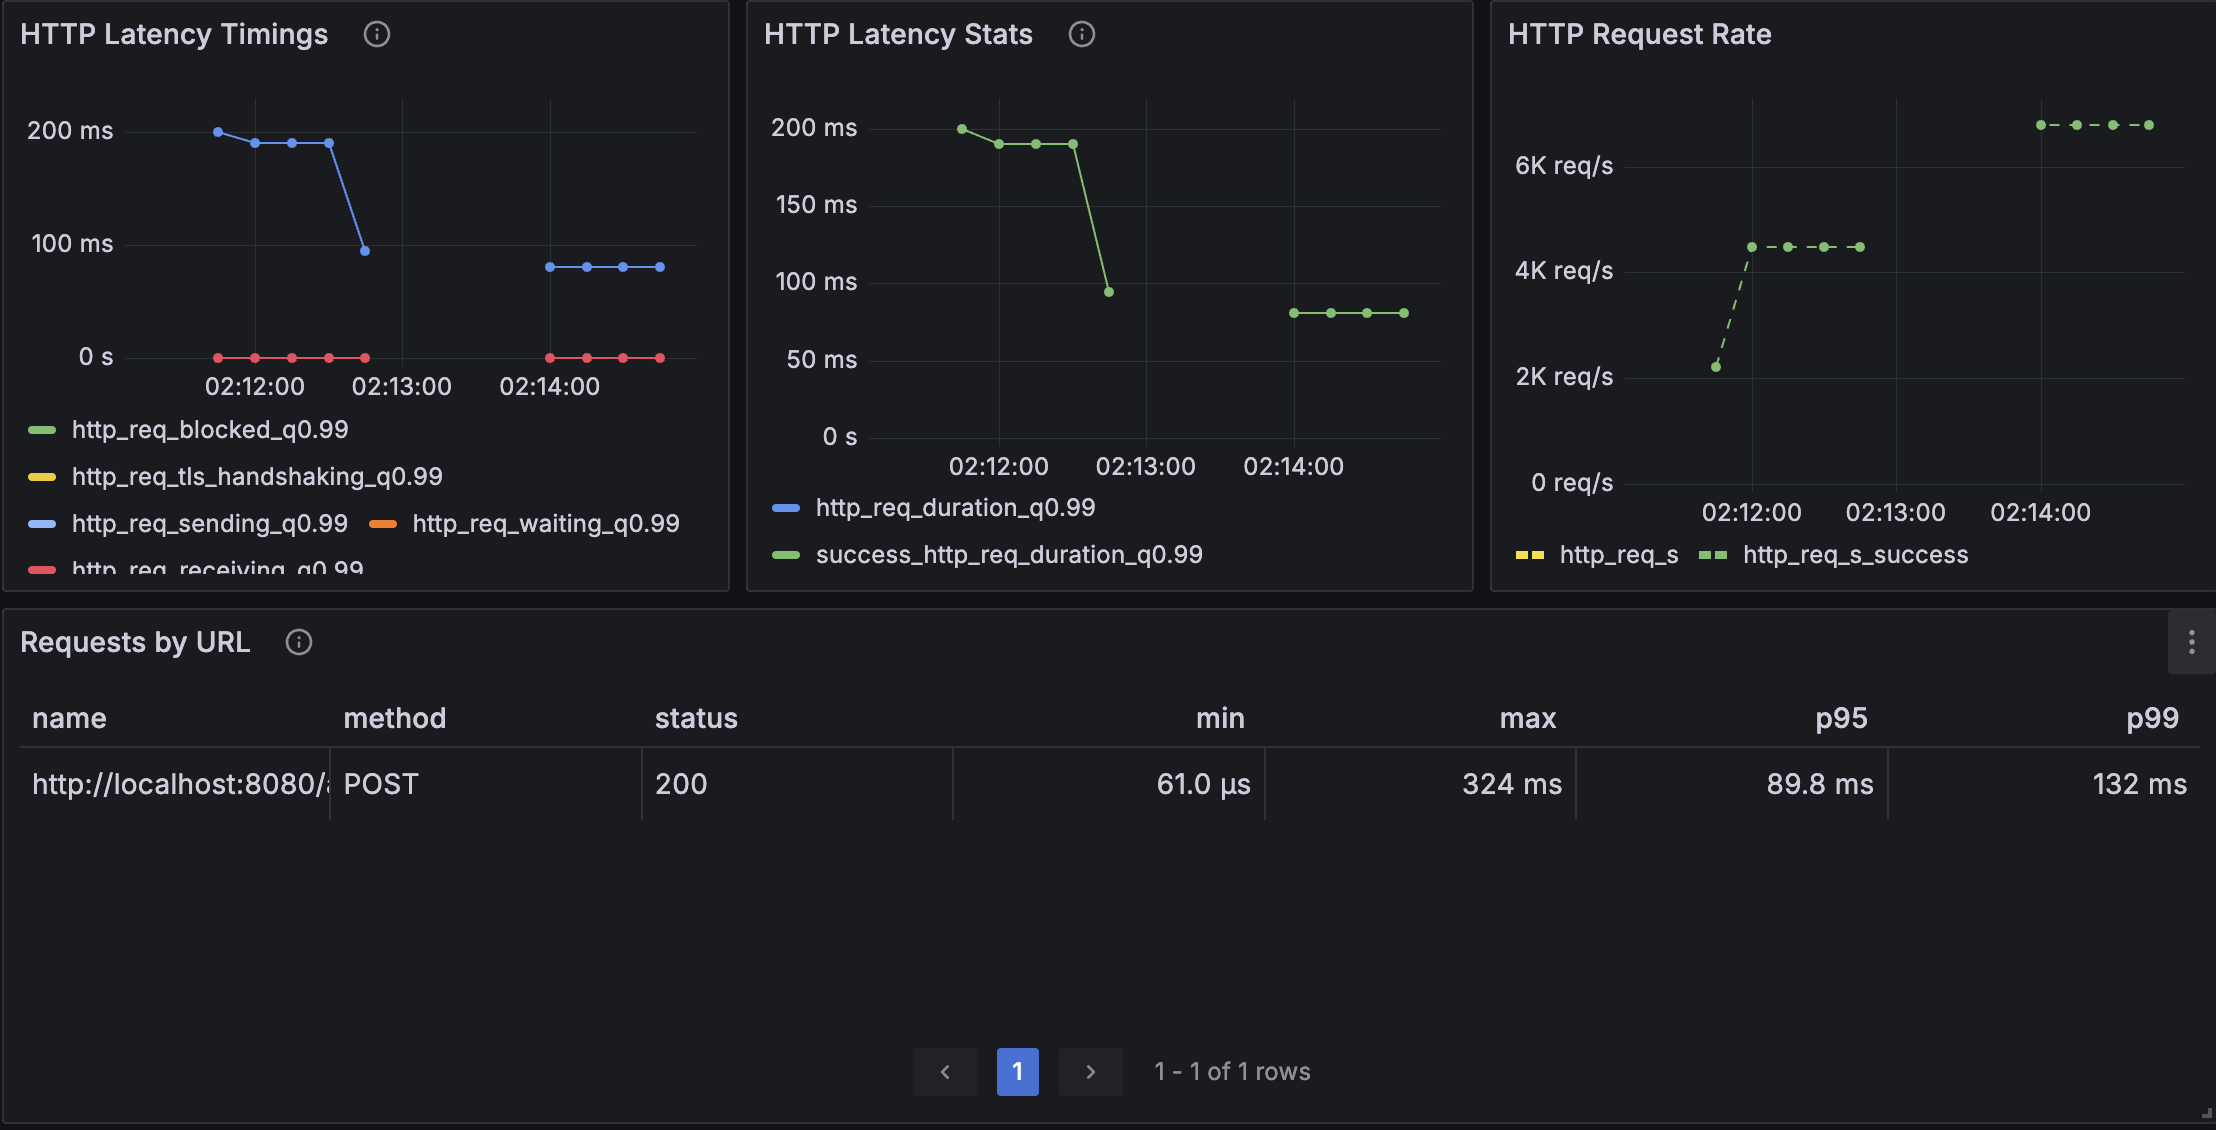 HTTP Latency Timings
200 ms
100 ms
0 s
02:12:00 02:13:00 02:14:00
http_req_blocked_q0.99
http_req_tls_handshaking_q0.99
http_req_sending_q0.99 http_req_waiting_q0.99
http_req_receiving_q0.99
HTTP Latency Stats
200 ms
150 ms
100 ms
50 ms
0 s
02:12:00 02:13:00 02:14:00
http_req_duration_q0.99
success_http_req_duration_q0.99
HTTP Request Rate
6K req/s
4K req/s
2K req/s
0 req/s
02:12:00 02:13:00 02:14:00
http_req_s http_req_s_success
Requests by URL
name method status min max p95 p99
http://localhost:8080/ POST 200 61.0 µs 324 ms 89.8 ms 132 ms
1
1 - 1 of 1 rows